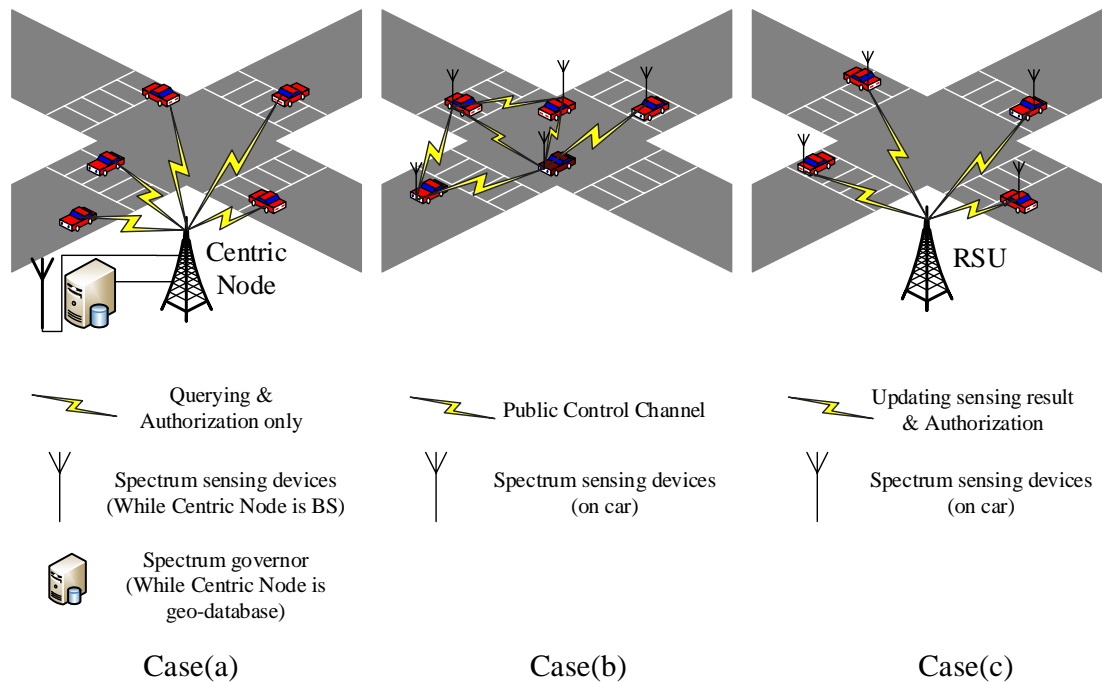 Centric
Node
RSU
Querying &
Authorization only
Spectrum sensing devices
(While Centric Node is BS)
Spectrum governor
(While Centric Node is
geo-database)
Case(a)
Public Control Channel
Spectrum sensing devices
(on car)
Case(b)
Updating sensing result
& Authorization
Spectrum sensing devices
(on car)
Case(c)